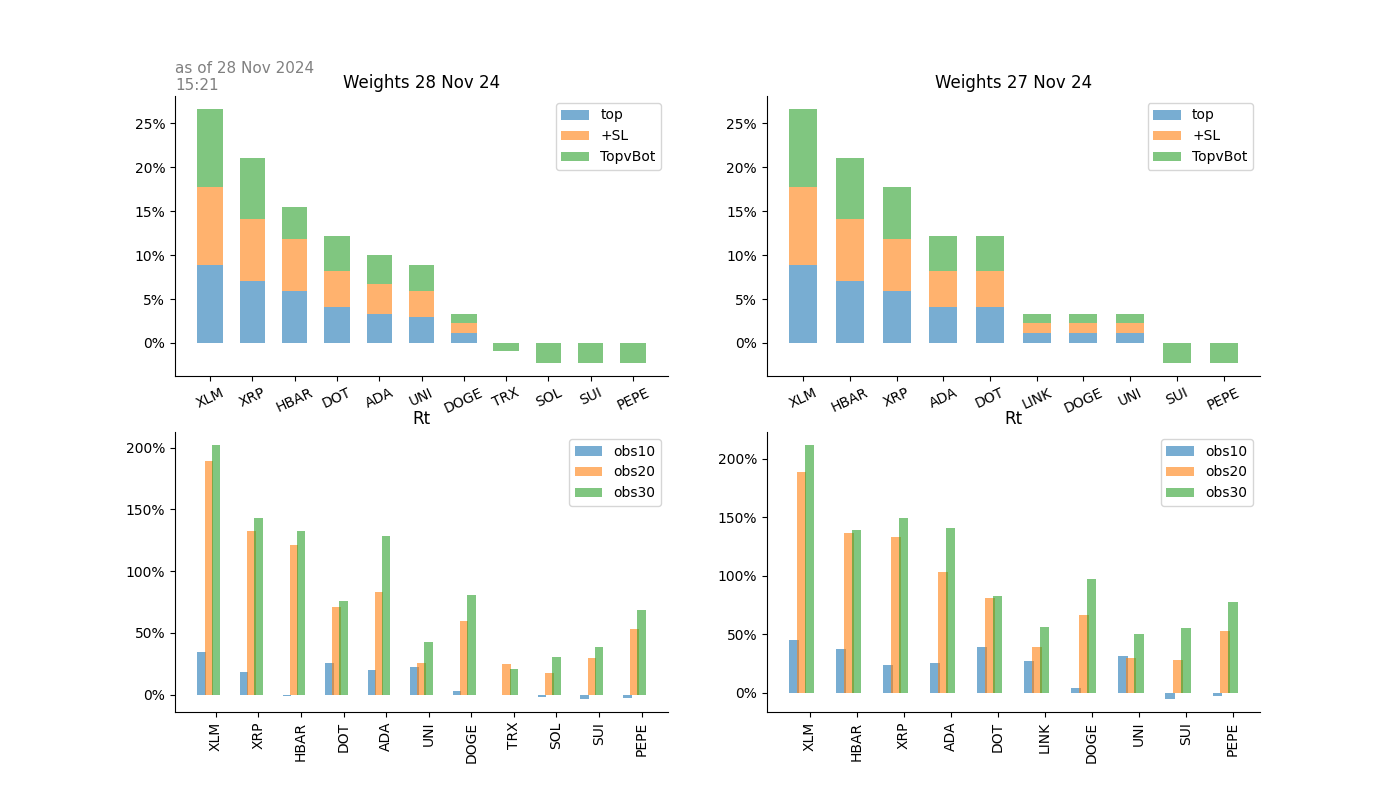 as of 28 Nov 2024
15:21
Weights 28 Nov 24
25%
20%
15%
10%
5%
0%
top
+SL
TopvBot
XLM XRP HBAR DOT ADA UNI DOGE TRX SOL SUI PEPE
Weights 27 Nov 24
25%
20%
15%
10%
5%
0%
top
+SL
TopvBot
XLM HBAR XRP ADA DOT LINK DOGE UNI SUI PEPE
Rt
200%
150%
100%
50%
0%
obs10
obs20
obs30
XLM XRP HBAR DOT ADA UNI DOGE TRX SOL SUI PEPE
Rt
200%
150%
100%
50%
0%
obs10
obs20
obs30
XLM HBAR XRP ADA DOT LINK DOGE UNI SUI PEPE